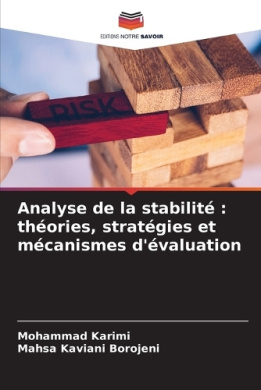 EDITIONS NOTRE SAVOIR
RISK
Analyse de la stabilité :
théories, stratégies et
mécanismes d'évaluation
Mohammad Karimi
Mahsa Kaviani Borojeni